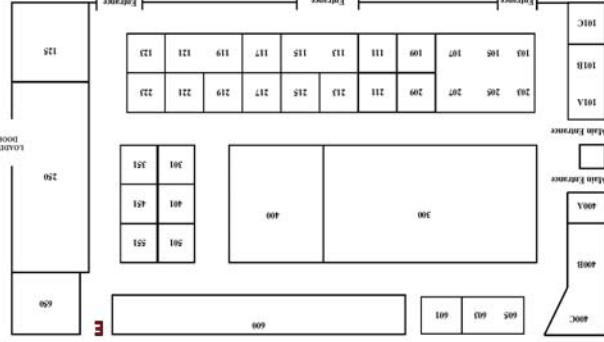 400C 605 603 601 600 650
400B
501 551
400A 300 400 401 451
Main Entrance 250
301 351
DOOR
Main Entrance
101A 203 205 207 209 211 213 215 217 219 221 223
101B
103 105 107 109 111 113 115 117 119 121 123 125
101C
Entrance Entrance Entrance